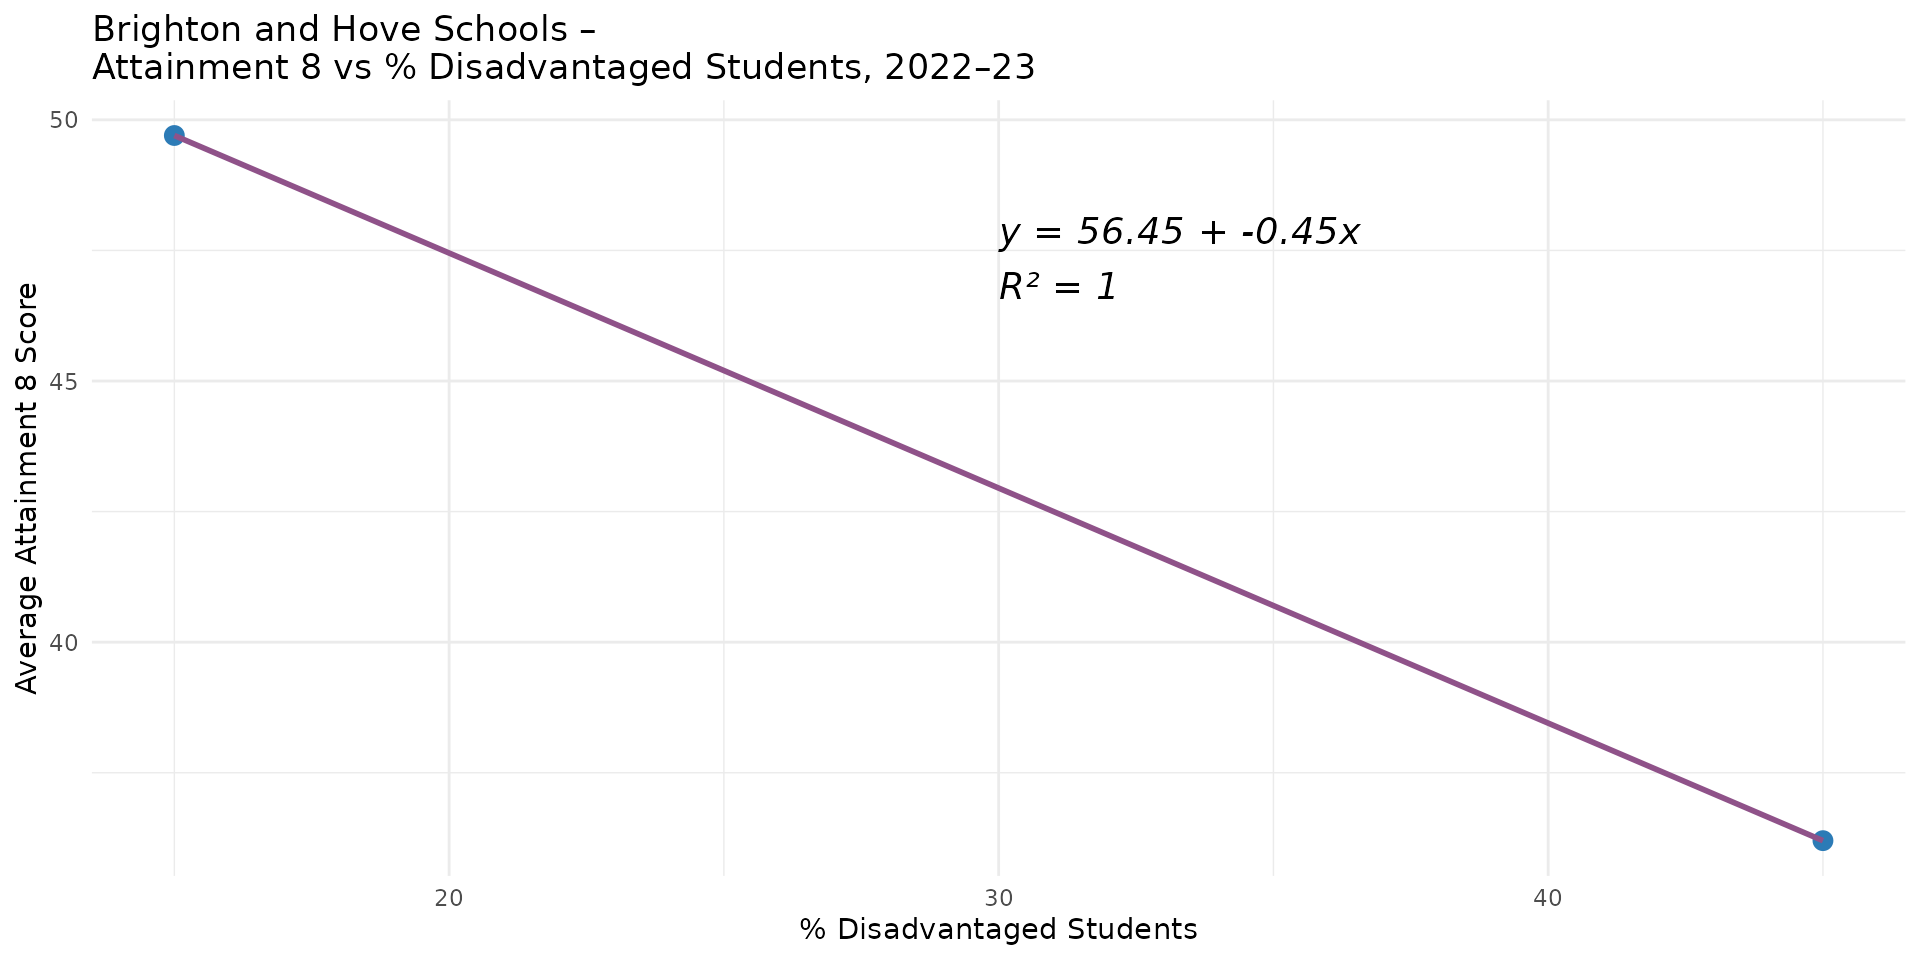 Brighton and Hove Schools –
Attainment 8 vs % Disadvantaged Students, 2022–23
y = 56.45 + -0.45x
R² = 1
Average Attainment 8 Score
50
45
40
20
30
40
% Disadvantaged Students